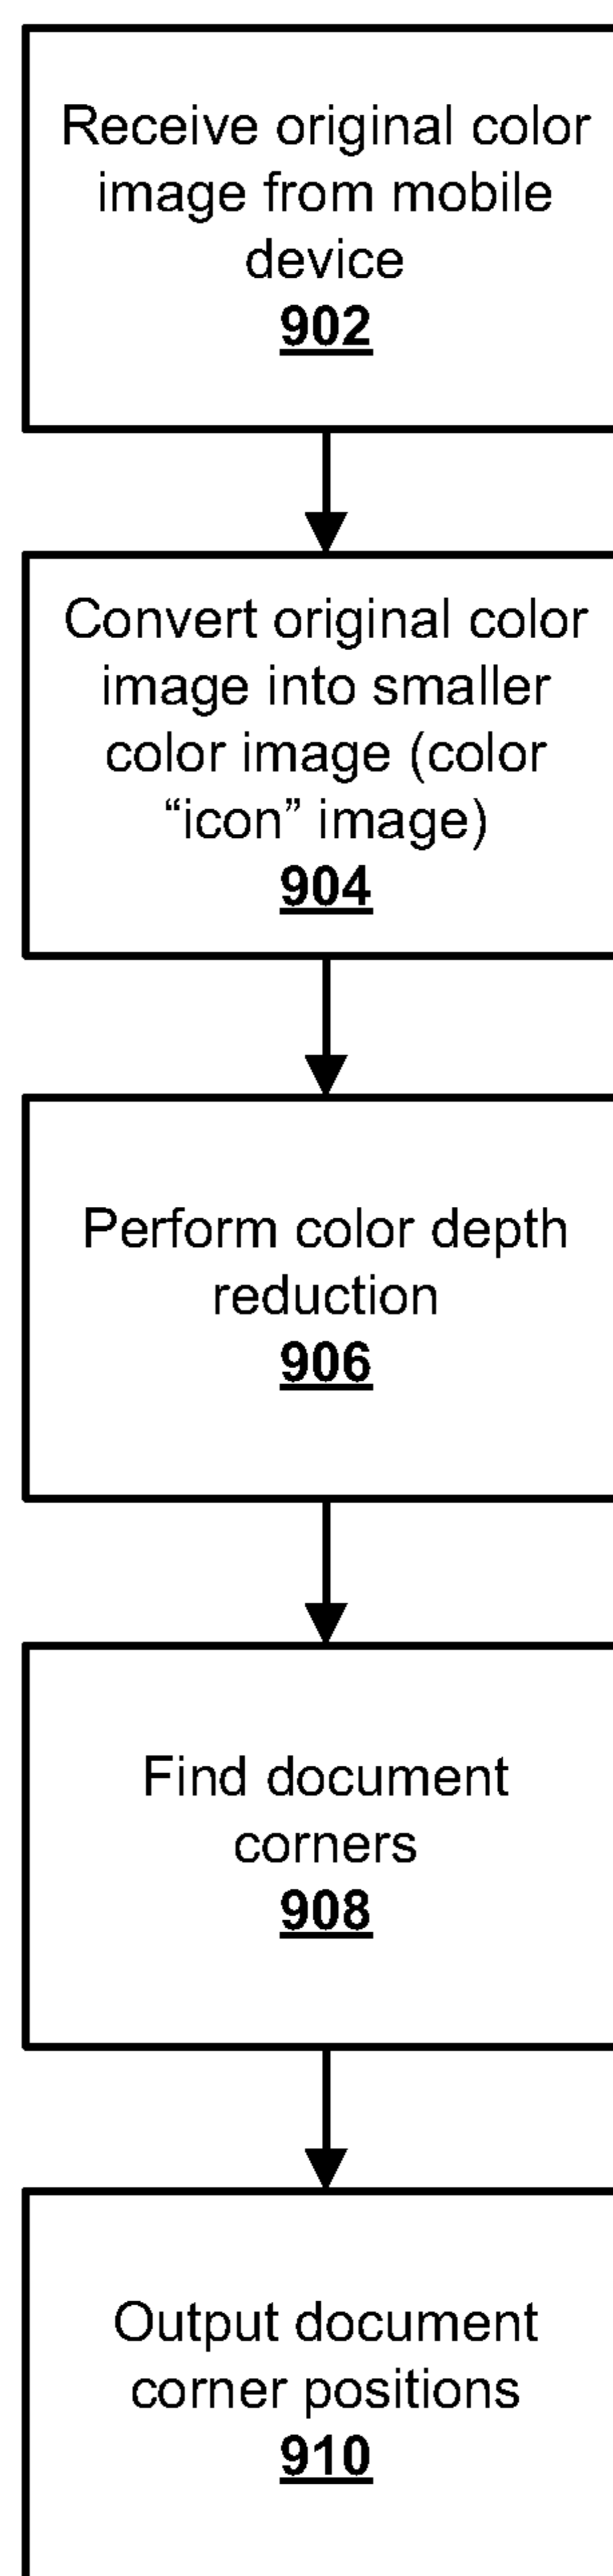 Receive original color
image from mobile
device
902
Convert original color
image into smaller
color image (color
“icon” image)
904
Perform color depth
reduction
906
Find document
corners
908
Output document
corner positions
910